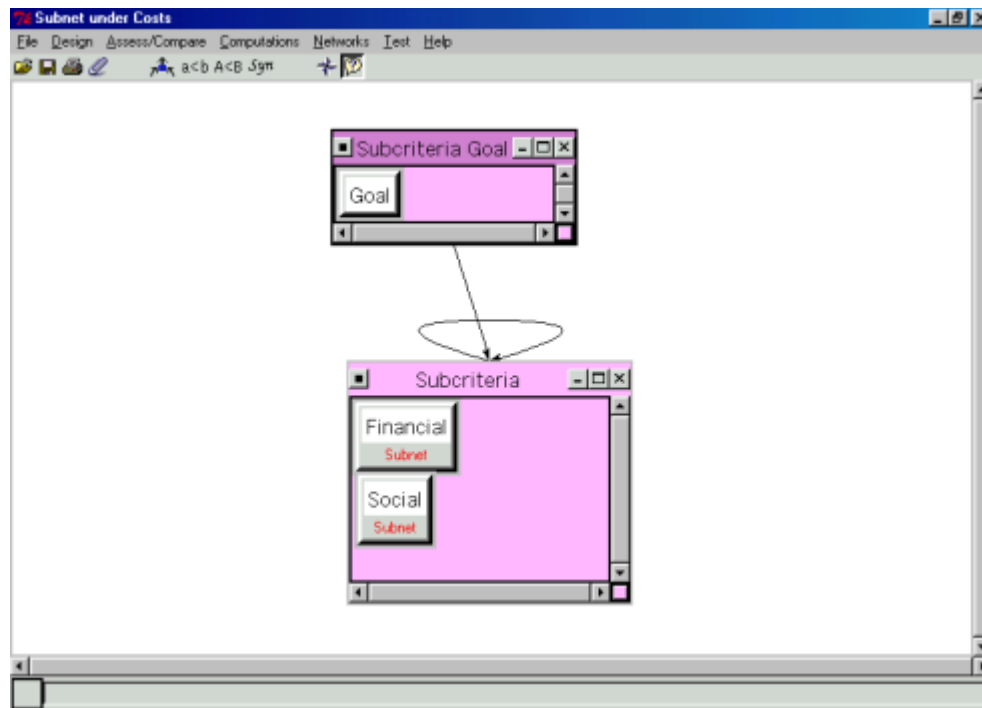 Subnet under Costs
File Design Assess/Compare Computations Networks Test Help
a<b A<B Syn
Subcriteria Goal
Goal
Subcriteria
Financial
Subnet
Social
Subnet